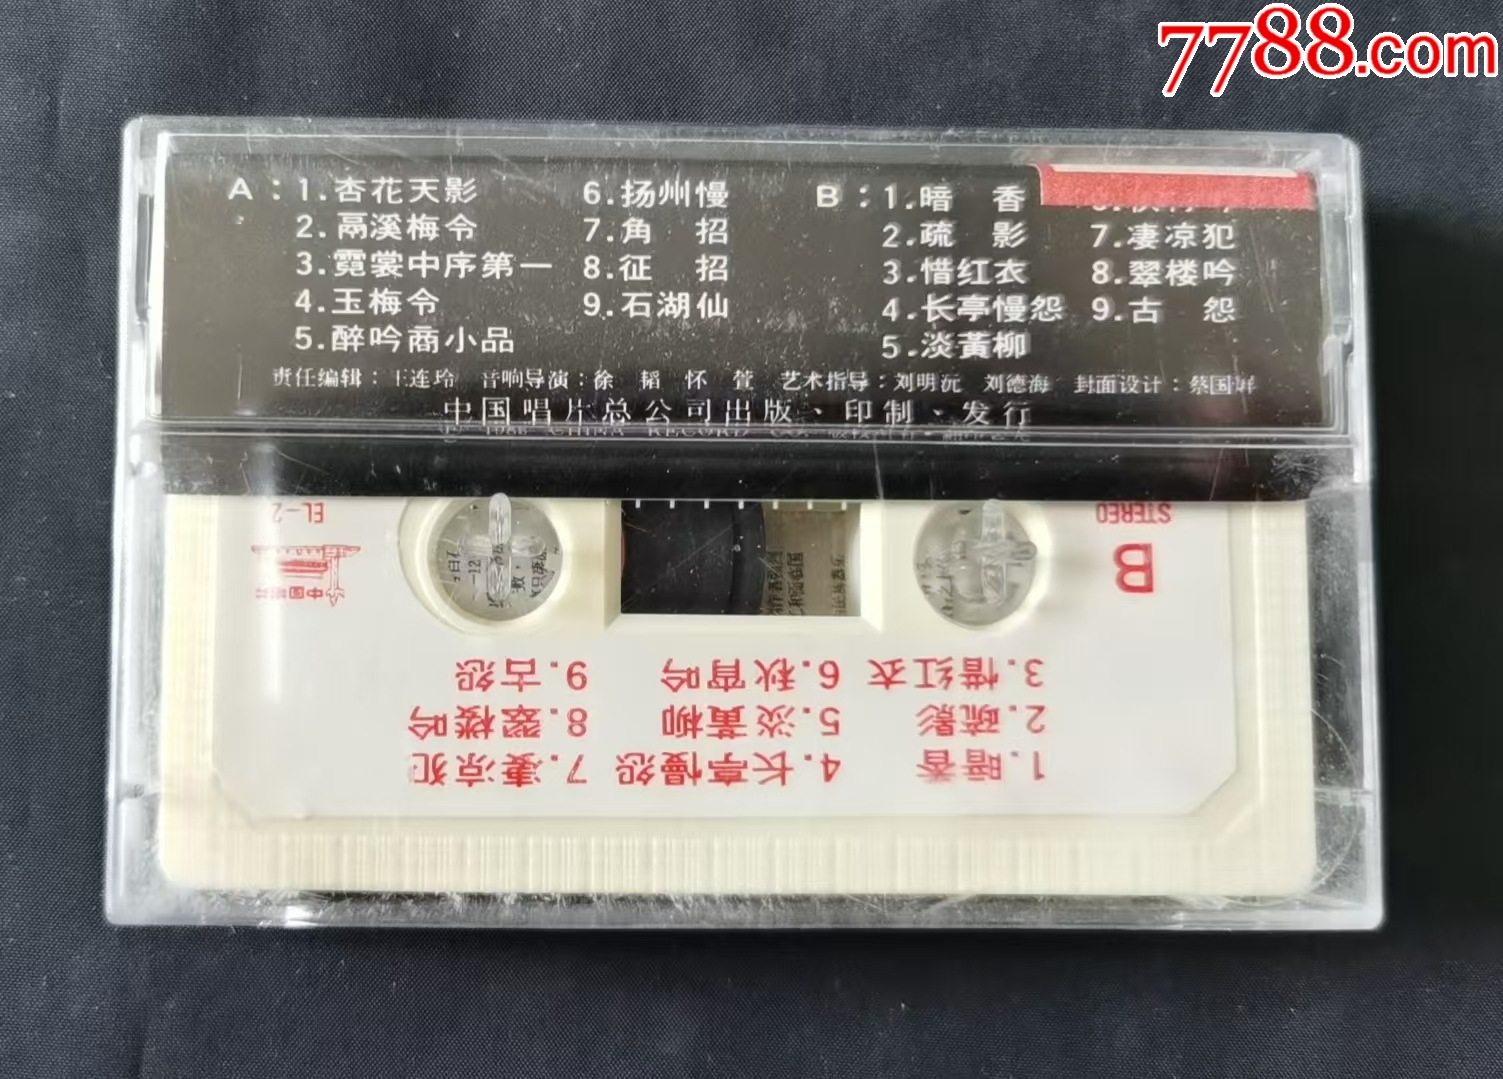 7788.com
A：1.杏花天影
2.鬲溪梅令
3.霓裳中序第一
4.玉梅令
5.醉吟商小品
6.扬州慢
7.角　招
8.征　招
9.石湖仙
B：1.暗　香
2.疏　影
3.惜红衣
4.长亭慢怨
5.淡黄柳
7.凄凉犯
8.翠楼吟
9.古　怨
责任编辑：王连玲　音响导演：徐　韬　怀　萱　艺术指导：刘明沅　刘德海　封面设计：蔡国屏
中国唱片总公司出版、印制、发行
EL-2
STEREO
中国唱片
B
1.暗香
2.疏影
3.惜红衣
4.长亭慢怨
5.淡黄柳
6.秋宵吟
7.凄凉犯
8.翠楼吟
9.古怨